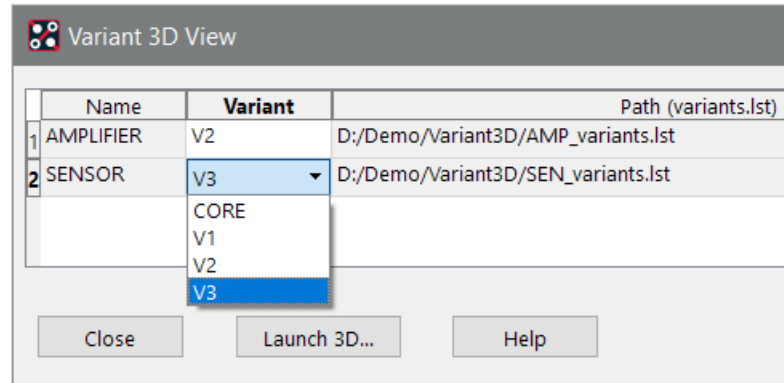 Variant 3D View
Name Variant Path (variants.lst)
1 AMPLIFIER V2 D:/Demo/Variant3D/AMP_variants.lst
2 SENSOR V3 D:/Demo/Variant3D/SEN_variants.lst
CORE
V1
V2
V3
Close Launch 3D... Help